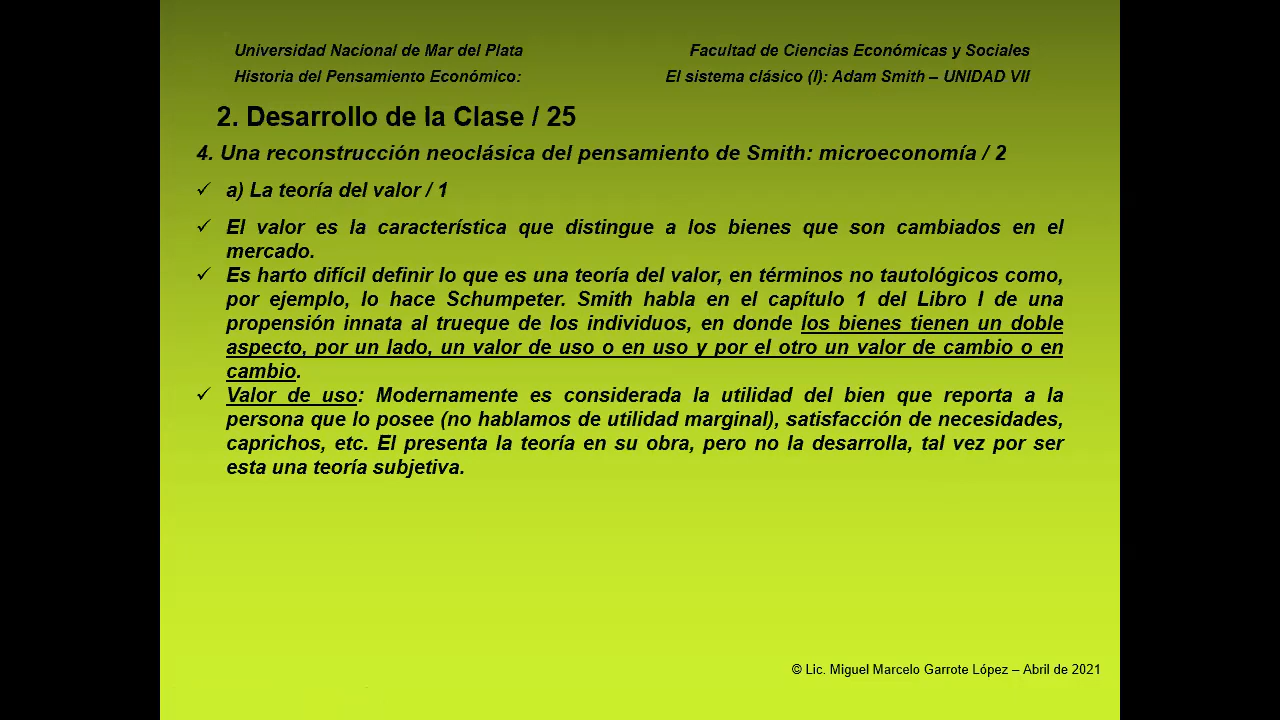 Universidad Nacional de Mar del Plata Facultad de Ciencias Económicas y Sociales
Historia del Pensamiento Económico: El sistema clásico (I): Adam Smith – UNIDAD VII
2. Desarrollo de la Clase / 25
4. Una reconstrucción neoclásica del pensamiento de Smith: microeconomía / 2
✓ a) La teoría del valor / 1
✓ El valor es la característica que distingue a los bienes que son cambiados en el
mercado.
✓ Es harto difícil definir lo que es una teoría del valor, en términos no tautológicos como,
por ejemplo, lo hace Schumpeter. Smith habla en el capítulo 1 del Libro I de una
propensión innata al trueque de los individuos, en donde los bienes tienen un doble
aspecto, por un lado, un valor de uso o en uso y por el otro un valor de cambio o en
cambio.
✓ Valor de uso: Modernamente es considerada la utilidad del bien que reporta a la
persona que lo posee (no hablamos de utilidad marginal), satisfacción de necesidades,
caprichos, etc. El presenta la teoría en su obra, pero no la desarrolla, tal vez por ser
esta una teoría subjetiva.
© Lic. Miguel Marcelo Garrote López – Abril de 2021